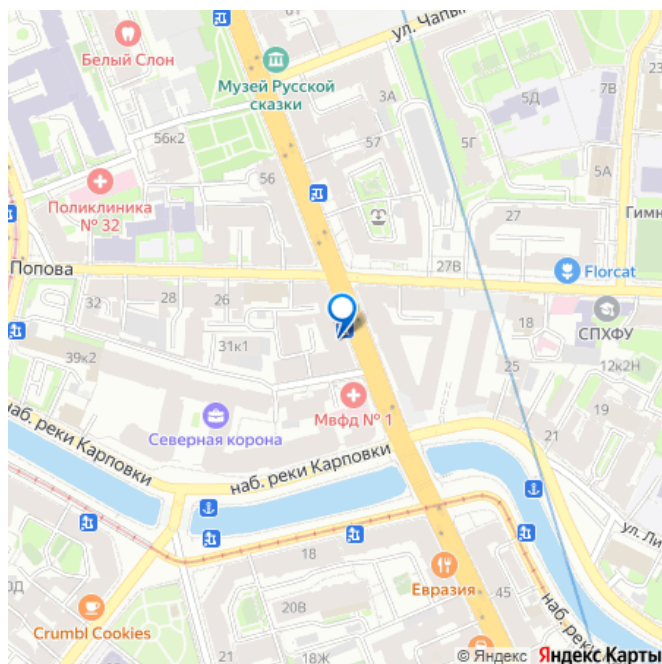 61
ул. Чапы
Белый Слон
Музей Русской
сказки
3А
5Д
7В
23
56к2
57
5Г
56
5А
Поликлиника
№ 32
27
Гимн
Попова
27В
Florcat
32
28
26
18
СПХФУ
31к1
39к2
25
12к2Н
Мвфд № 1
19
Северная корона
21
наб. реки Карповки
наб. реки Карповки
ул. Ли
18
Евразия
45
20В
Crumbl Cookies
наб. рек
21
18Ж
© Яндекс Яндекс Карты